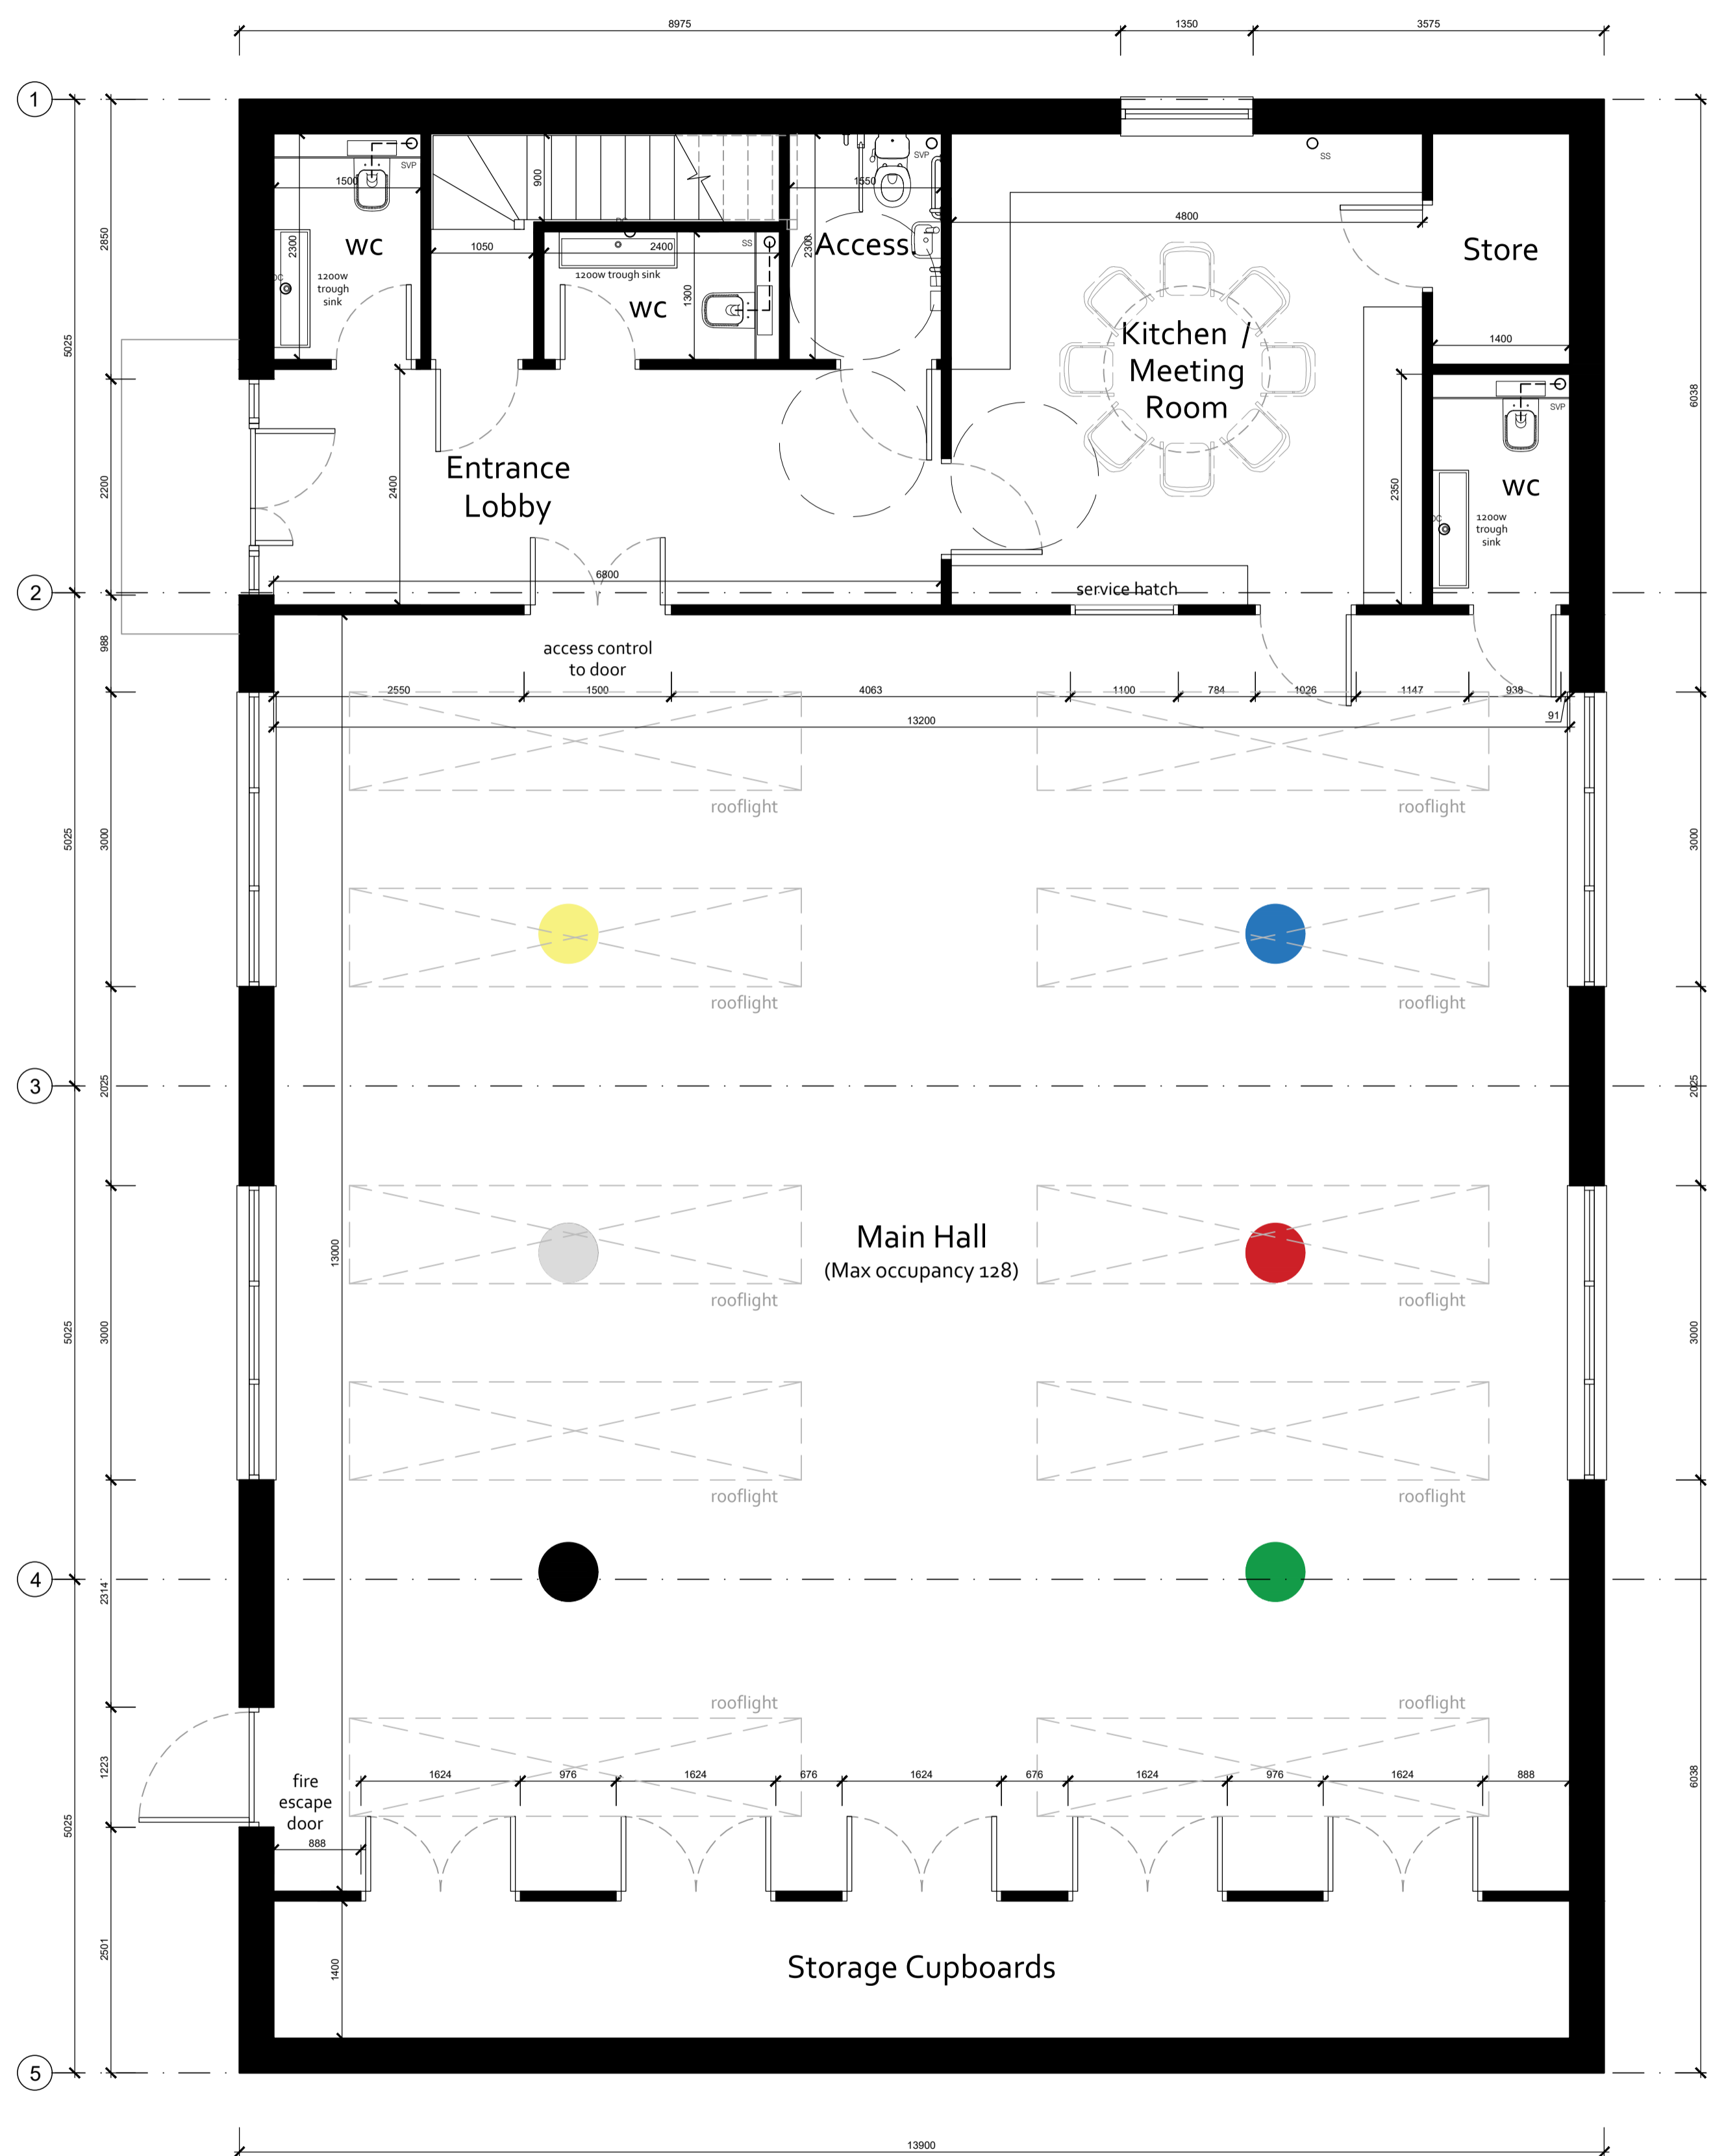 8975
1350
3575
1
SVP
SVP
SS
1500
900
1550
4800
2850
2300
wc
DC
1200w
trough
sink
1050
2400
SS
1200w trough sink
1300
wc
2300
Access.
Store
5025
Kitchen /
Meeting
Room
1400
6038
SVP
2200
2400
Entrance
Lobby
2350
wc
1200w
trough
sink
2
6800
service hatch
988
access control
to door
2550
1500
4063
1100
784
1026
1147
938
91
13200
rooflight
rooflight
5025
3000
3000
rooflight
rooflight
3
2025
2025
Main Hall
(Max occupancy 128)
13000
rooflight
rooflight
5025
3000
3000
rooflight
rooflight
4
2314
rooflight
rooflight
1223
fire
escape
door
888
1624
976
1624
676
1624
676
1624
976
1624
888
5025
6038
2501
1400
Storage Cupboards
5
13900